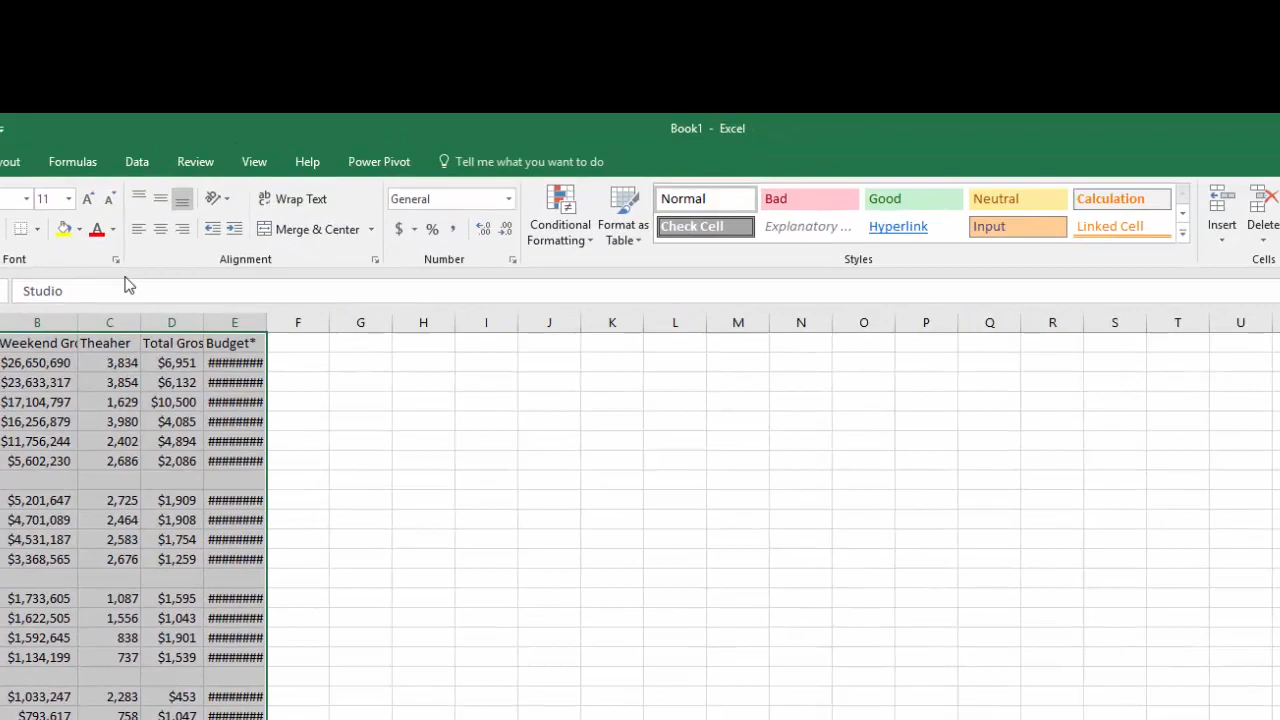 Book1 - Excel
out Formulas Data Review View Help Power Pivot Tell me what you want to do
11 A A ab Wrap Text General Conditional Formatting Format as Table Normal Bad Good Neutral Calculation Insert Delete
A Merge & Center $ % , Check Cell Explanatory ... Hyperlink Input Linked Cell
Font Alignment Number Styles Cells
Studio
B C D E F G H I J K L M N O P Q R S T U
Weekend Gr Theaher Total Gros Budget*
$26,650,690 3,834 $6,951 ########
$23,633,317 3,854 $6,132 ########
$17,104,797 1,629 $10,500 ########
$16,256,879 3,980 $4,085 ########
$11,756,244 2,402 $4,894 ########
$5,602,230 2,686 $2,086 ########
$5,201,647 2,725 $1,909 ########
$4,701,089 2,464 $1,908 ########
$4,531,187 2,583 $1,754 ########
$3,368,565 2,676 $1,259 ########
$1,733,605 1,087 $1,595 ########
$1,622,505 1,556 $1,043 ########
$1,592,645 838 $1,901 ########
$1,134,199 737 $1,539 ########
$1,033,247 2,283 $453 ########
$793,617 758 $1,047 ########